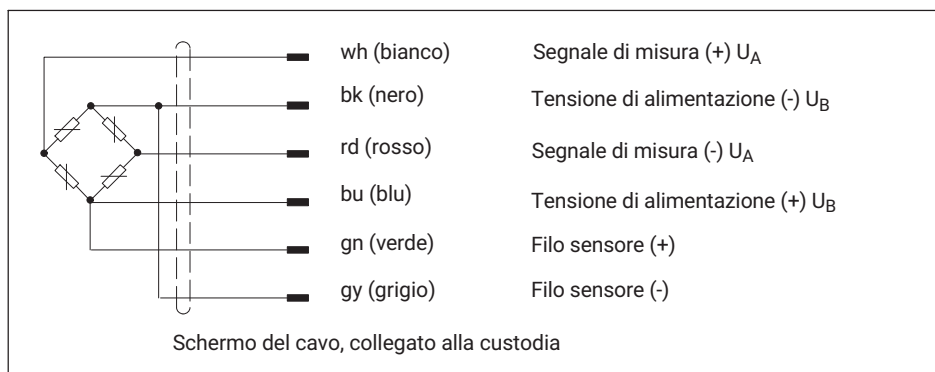 wh (bianco) Segnale di misura (+) UA
bk (nero) Tensione di alimentazione (-) UB
rd (rosso) Segnale di misura (-) UA
bu (blu) Tensione di alimentazione (+) UB
gn (verde) Filo sensore (+)
gy (grigio) Filo sensore (-)
Schermo del cavo, collegato alla custodia